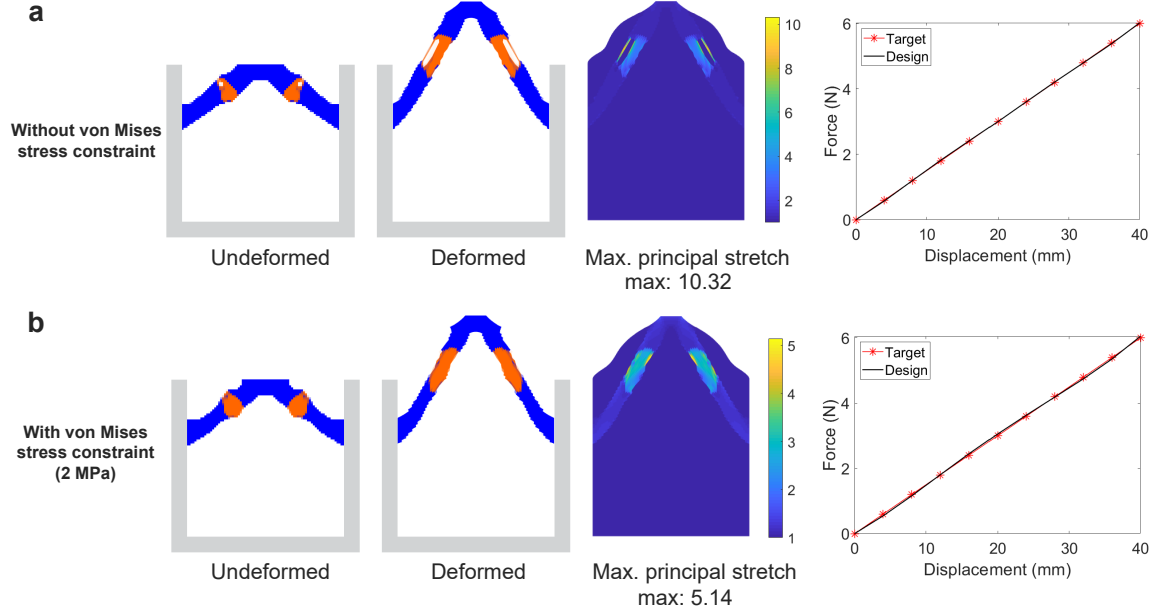 a
Without von Mises
stress constraint
Undeformed
Deformed
10
8
6
4
2
Max. principal stretch
max: 10.32
6
4
2
0
Force (N)
Target
Design
0
10
20
30
40
Displacement (mm)
b
With von Mises
stress constraint
(2 MPa)
Undeformed
Deformed
5
4
3
2
1
Max. principal stretch
max: 5.14
6
4
2
0
Force (N)
Target
Design
0
10
20
30
40
Displacement (mm)